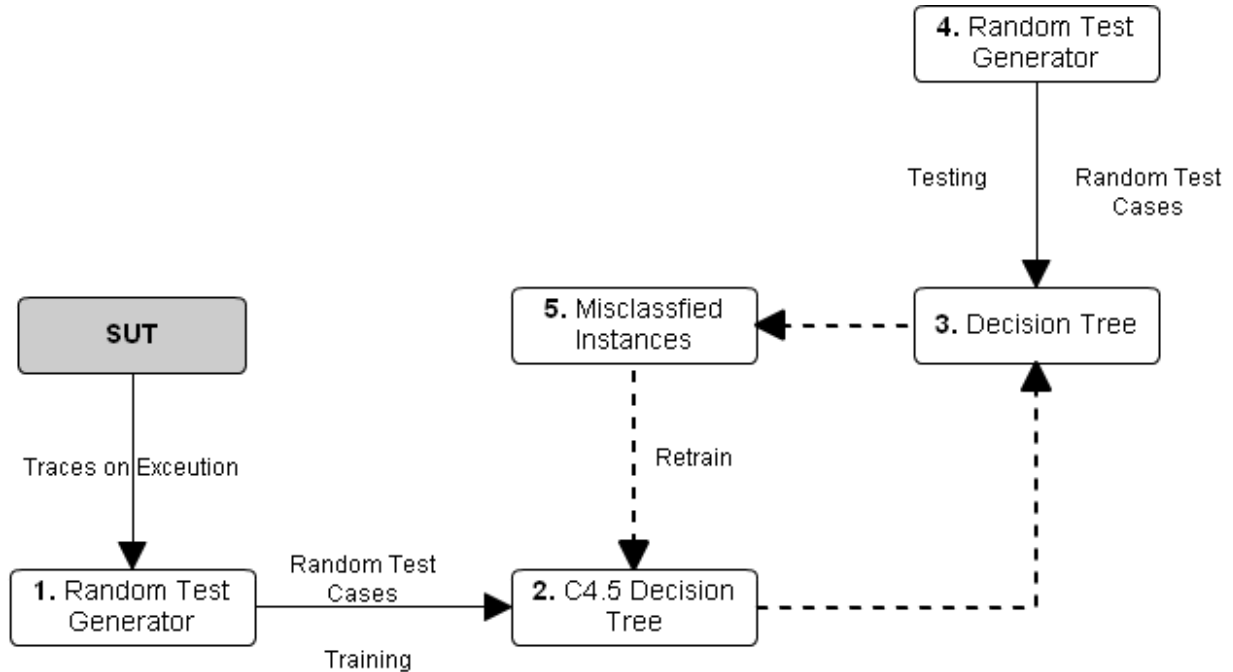 4. Random Test
Generator
Testing
Random Test
Cases
SUT
5. Misclassfied
Instances
3. Decision Tree
Traces on Exceution
Retrain
1. Random Test
Generator
Random Test
Cases
Training
2. C4.5 Decision
Tree